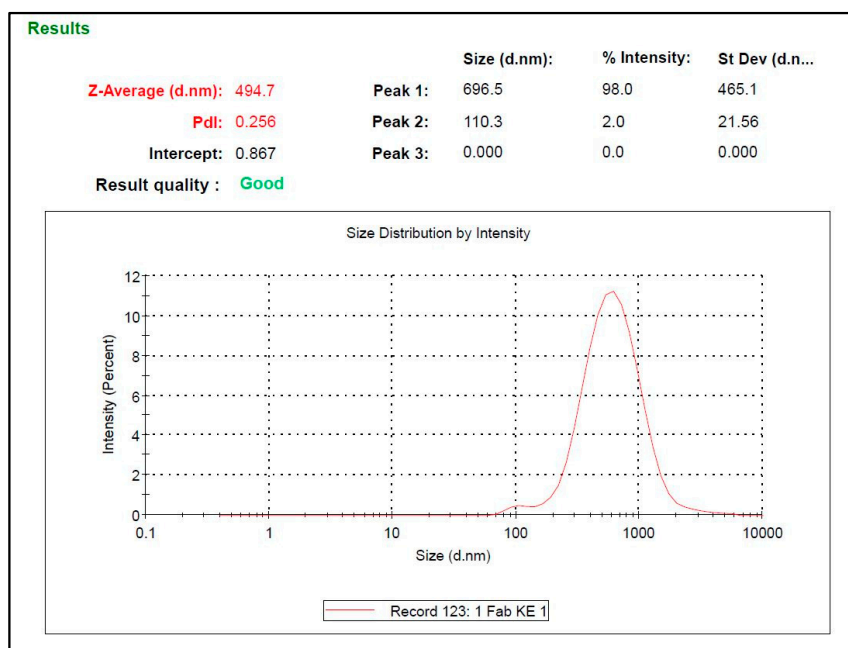 Results
Size (d.nm): % Intensity: St Dev (d.n...
Z-Average (d.nm): 494.7 Peak 1: 696.5 98.0 465.1
PdI: 0.256 Peak 2: 110.3 2.0 21.56
Intercept: 0.867 Peak 3: 0.000 0.0 0.000
Result quality : Good
Size Distribution by Intensity
12
10
8
6
4
2
0
Intensity (Percent)
0.1 1 10 100 1000 10000
Size (d.nm)
Record 123: 1 Fab KE 1